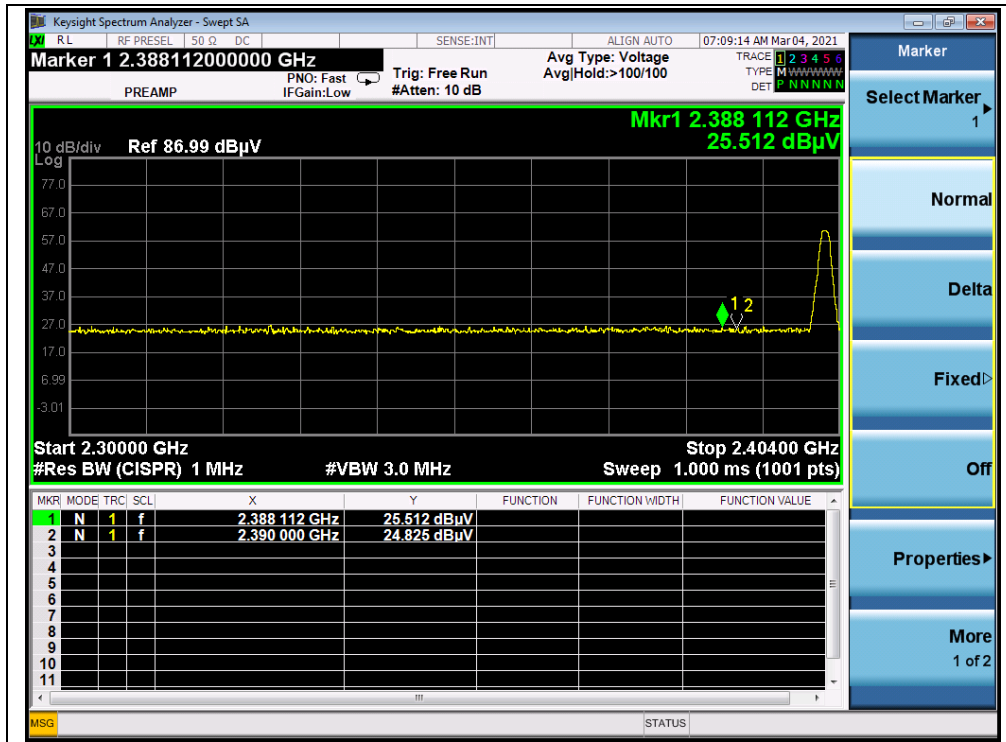 Keysight Spectrum Analyzer - Swept SA
LXI RL RF PRESEL 50 Ω DC SENSE:INT ALIGN AUTO 07:09:14 AM Mar 04, 2021
Marker 1 2.388112000000 GHz
PREAMP
PNO: Fast
IFGain:Low
Trig: Free Run
#Atten: 10 dB
Avg Type: Voltage
Avg|Hold:>100/100
TRACE 1 2 3 4 5 6
TYPE M W W W W W
DET P N N N N N
Mkr1 2.388 112 GHz
25.512 dBµV
10 dB/div Ref 86.99 dBµV
Log
77.0
67.0
57.0
47.0
37.0
27.0
17.0
6.99
-3.01
1 2
Start 2.30000 GHz Stop 2.40400 GHz
#Res BW (CISPR) 1 MHz #VBW 3.0 MHz Sweep 1.000 ms (1001 pts)
MKR MODE TRC SCL X Y FUNCTION FUNCTION WIDTH FUNCTION VALUE
1 N 1 f 2.388 112 GHz 25.512 dBµV
2 N 1 f 2.390 000 GHz 24.825 dBµV
3
4
5
6
7
8
9
10
11
MSG STATUS
Marker
Select Marker
1
Normal
Delta
Fixed
Off
Properties
More
1 of 2